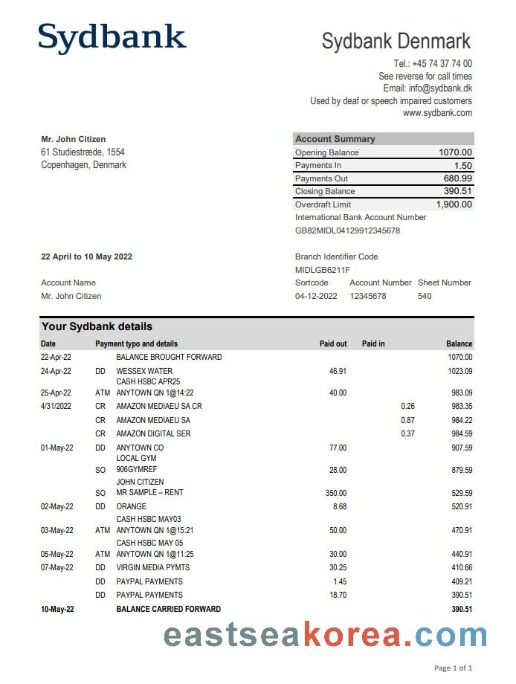 Sydbank
Sydbank Denmark
Tel.: +45 74 37 74 00
See reverse for call times
Email: info@sydbank.dk
Used by deaf or speech impaired customers
www.sydbank.com
Mr. John Citizen
61 Studiestræde, 1554
Copenhagen, Denmark
Account Summary
Opening Balance 1070.00
Payments In 1.50
Payments Out 680.99
Closing Balance 390.51
Overdraft Limit 1,900.00
International Bank Account Number
GB82MIDL04129912345678
22 April to 10 May 2022
Branch Identifier Code
MIDLGB6211F
Account Name
Mr. John Citizen
Sortcode Account Number Sheet Number
04-12-2022 12345678 540
Your Sydbank details
Date Payment typo and details Paid out Paid in Balance
22-Apr-22 BALANCE BROUGHT FORWARD 1070.00
24-Apr-22 DD WESSEX WATER 46.91 1023.09
CASH HSBC APR25
25-Apr-22 ATM ANYTOWN QN 1@14:22 40.00 983.09
4/31/2022 CR AMAZON MEDIAEU SA CR 0.26 983.35
CR AMAZON MEDIAEU SA 0.87 984.22
CR AMAZON DIGITAL SER 0.37 984.59
01-May-22 DD ANYTOWN CO 77.00 907.59
LOCAL GYM
SO 906GYMREF 28.00 879.59
JOHN CITIZEN
SO MR SAMPLE – RENT 350.00 529.59
02-May-22 DD ORANGE 8.68 520.91
CASH HSBC MAY03
03-May-22 ATM ANYTOWN QN 1@15:21 50.00 470.91
CASH HSBC MAY 05
05-May-22 ATM ANYTOWN QN 1@11:25 30.00 440.91
07-May-22 DD VIRGIN MEDIA PYMTS 30.25 410.66
DD PAYPAL PAYMENTS 1.45 409.21
DD PAYPAL PAYMENTS 18.70 390.51
10-May-22 BALANCE CARRIED FORWARD 390.51
eastseakorea.com
Page 1 of 1